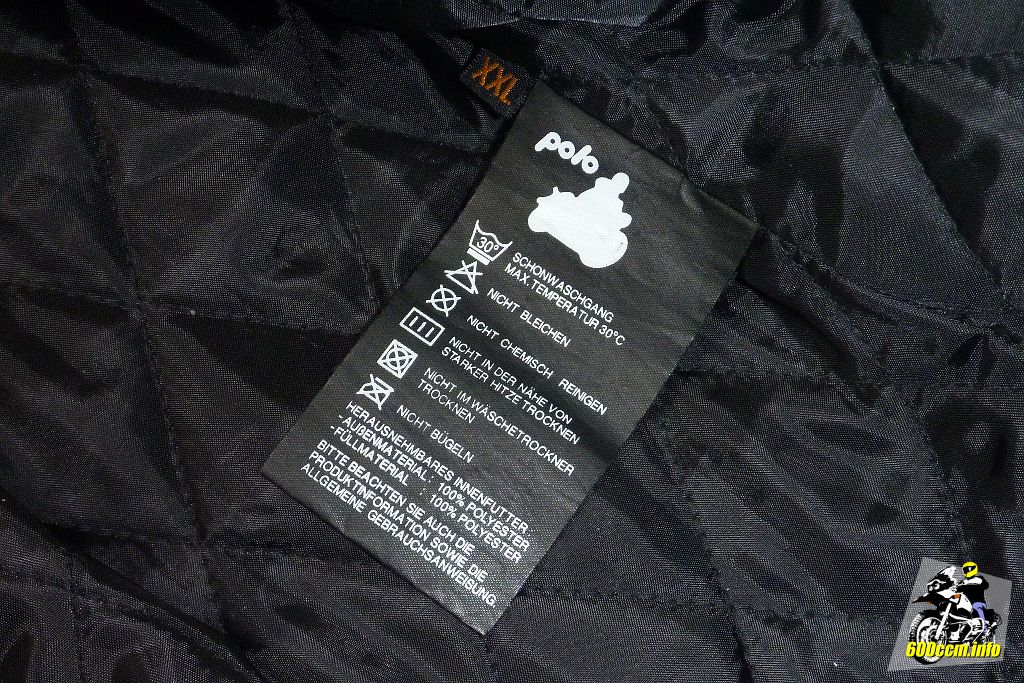 XXL
polo
30°
SCHONWASCHGANG
MAX.TEMPERATUR 30°C
NICHT BLEICHEN
NICHT CHEMISCH REINIGEN
NICHT IN DER NÄHE VON
STARKER HITZE TROCKNEN
NICHT IM WÄSCHETROCKNER
TROCKNEN
NICHT BÜGELN
HERAUSNEHMBARES INNENFUTTER
-AUßENMATERIAL : 100% POLYESTER
-FÜLLMATERIAL : 100% POLYESTER
BITTE BEACHTEN SIE AUCH DIE
PRODUKTINFORMATION SOWIE DIE
ALLGEMEINE GEBRAUCHSANWEISUNG.
600ccm.info